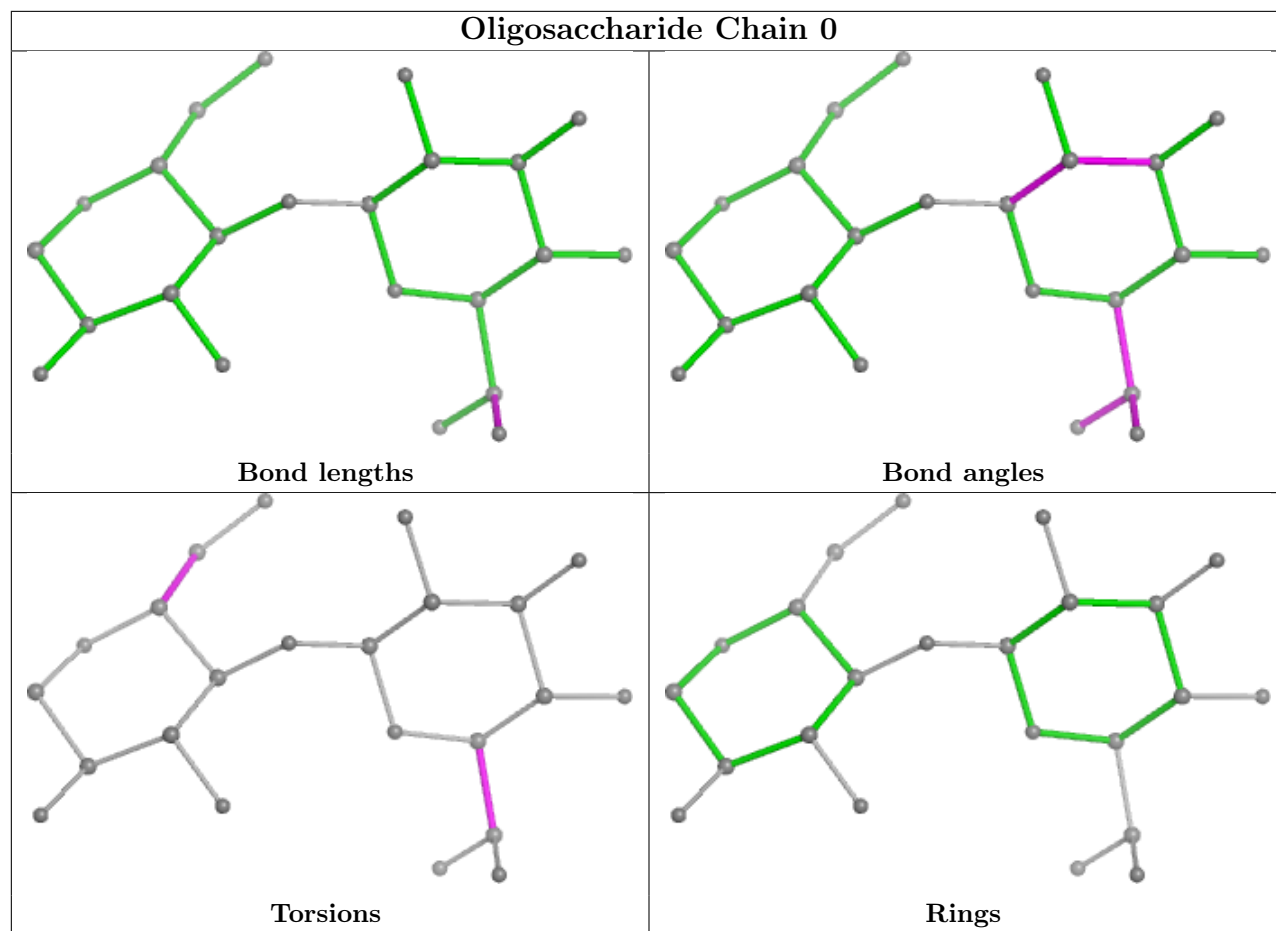 Oligosaccharide Chain 0
Bond lengths
Bond angles
Torsions
Rings